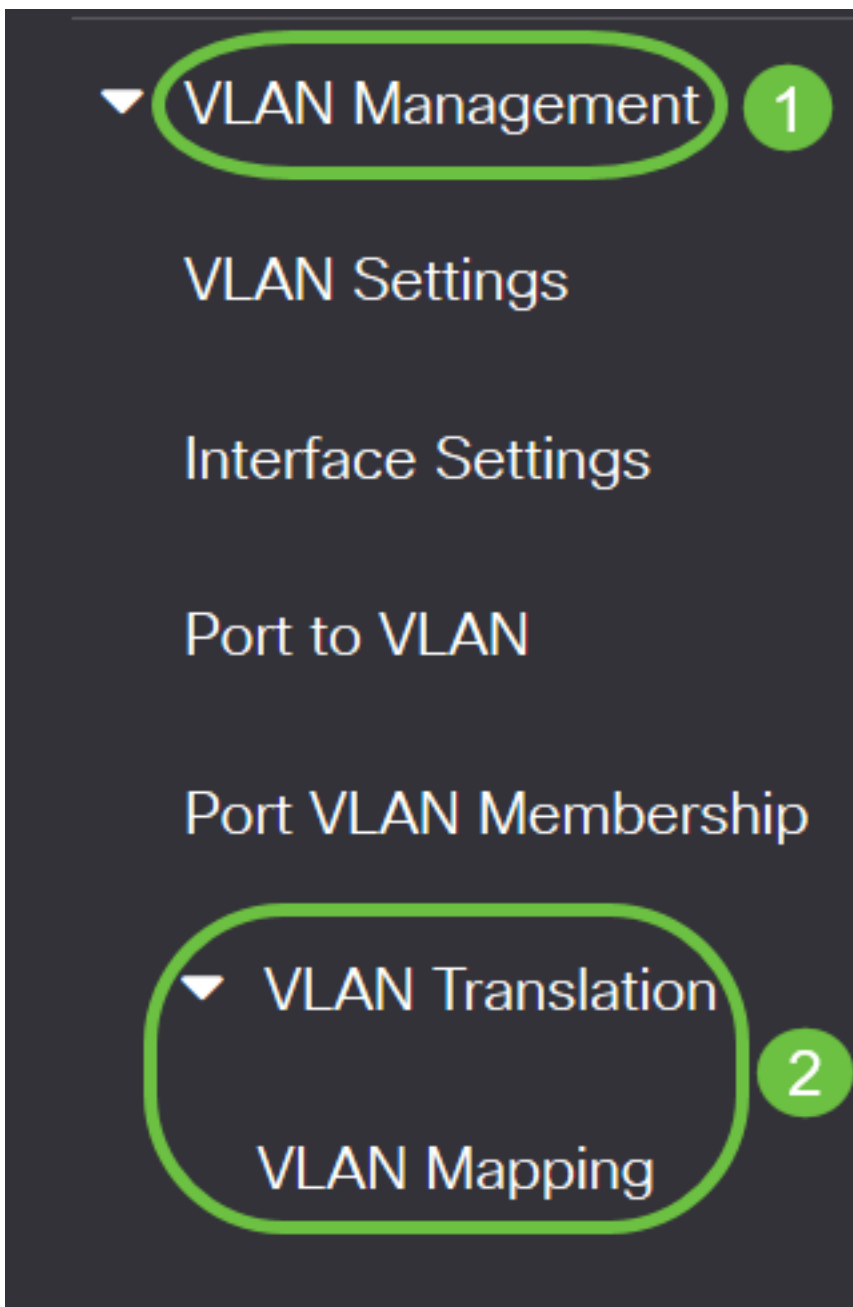 VLAN Management 1
VLAN Settings
Interface Settings
Port to VLAN
Port VLAN Membership
VLAN Translation
2
VLAN Mapping